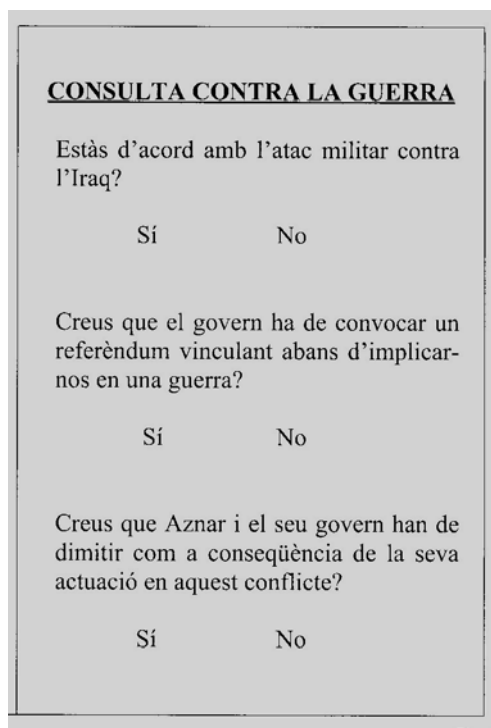 CONSULTA CONTRA LA GUERRA
Estàs d'acord amb l'atac militar contra
l'Iraq?
Sí No
Creus que el govern ha de convocar un
referèndum vinculant abans d'implicar-
nos en una guerra?
Sí No
Creus que Aznar i el seu govern han de
dimitir com a conseqüència de la seva
actuació en aquest conflicte?
Sí No